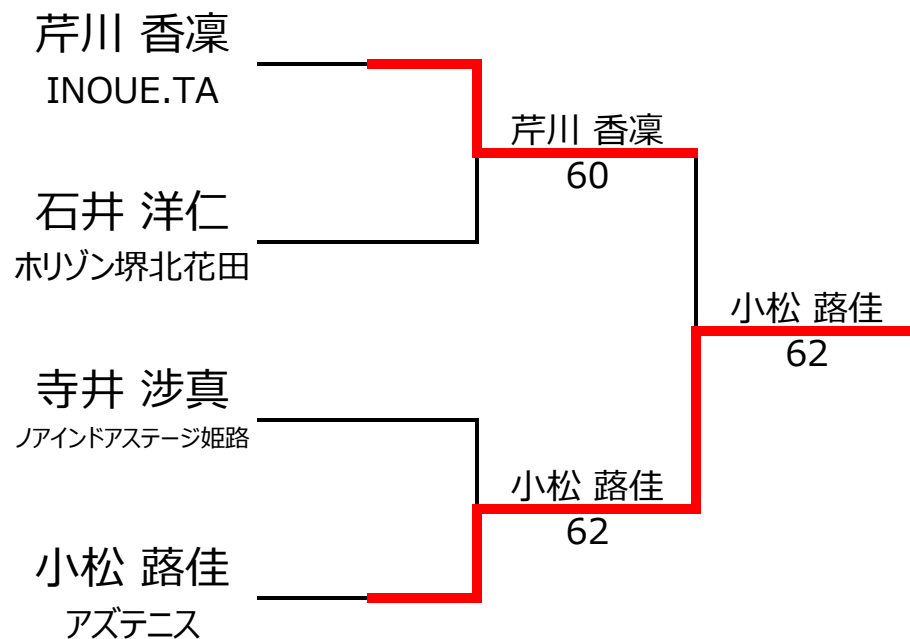 芹川 香凜
INOUE.TA
石井 洋仁
ホリゾン堺北花田
寺井 渉真
ノアインドアステージ姫路
小松 蕗佳
アズテニス
芹川 香凜
60
小松 蕗佳
62
小松 蕗佳
62